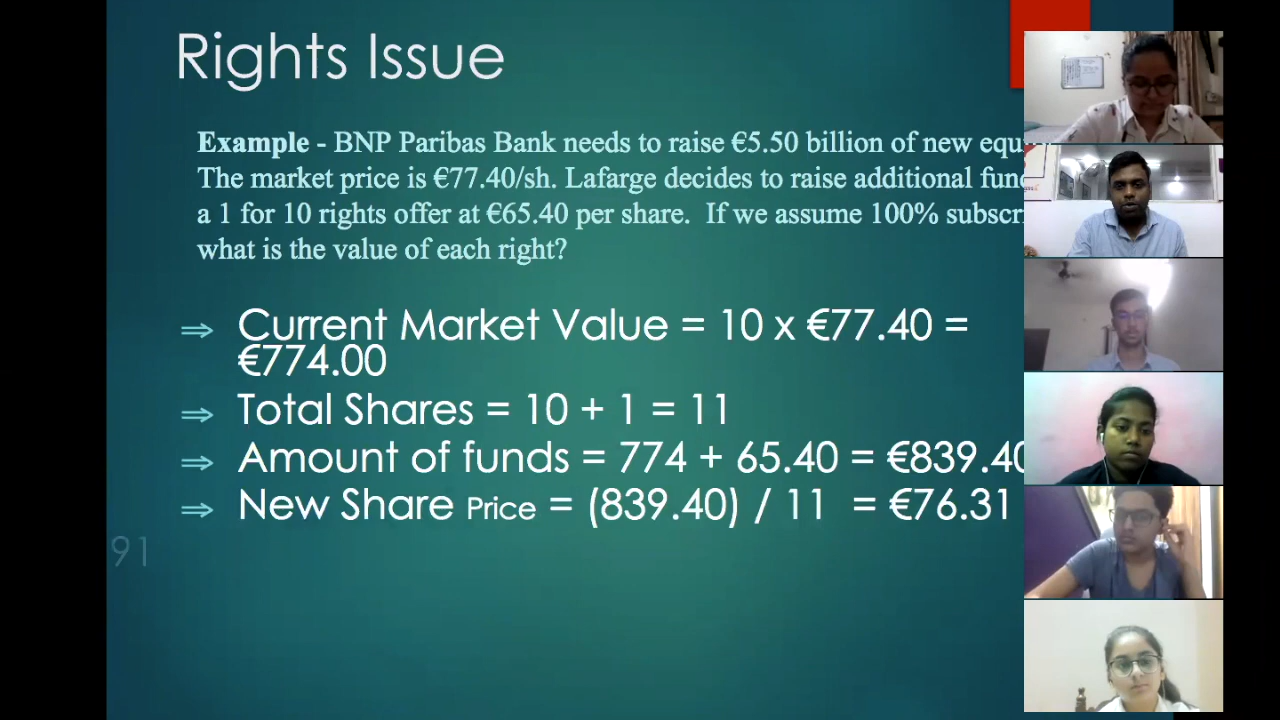 Rights Issue
Example - BNP Paribas Bank needs to raise €5.50 billion of new
The market price is €77.40/sh. Lafarge decides to raise additional
a 1 for 10 rights offer at €65.40 per share. If we assume 100%
what is the value of each right?
⇒ Current Market Value = 10 x €77.40 =
€774.00
⇒ Total Shares = 10 + 1 = 11
⇒ Amount of funds = 774 + 65.40 = €839.40
⇒ New Share Price = (839.40) / 11 = €76.31
91